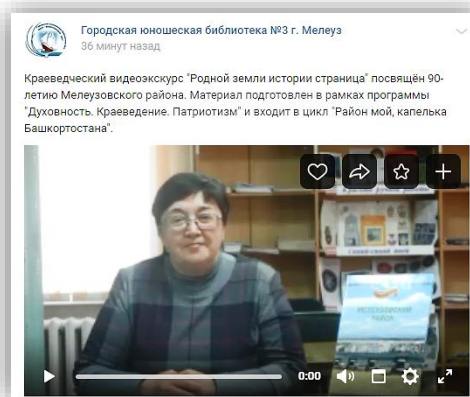 Городская юношеская библиотека №3 г. Мелеуз
36 минут назад
Краеведческий видеоэкскурс "Родной земли истории страница" посвящён 90-
летию Мелеузовского района. Материал подготовлен в рамках программы
"Духовность. Краеведение. Патриотизм" и входит в цикл "Район мой, капелька
Башкортостана".
МЕЛЕУЗОВСКИЙ
РАЙОН
0:00